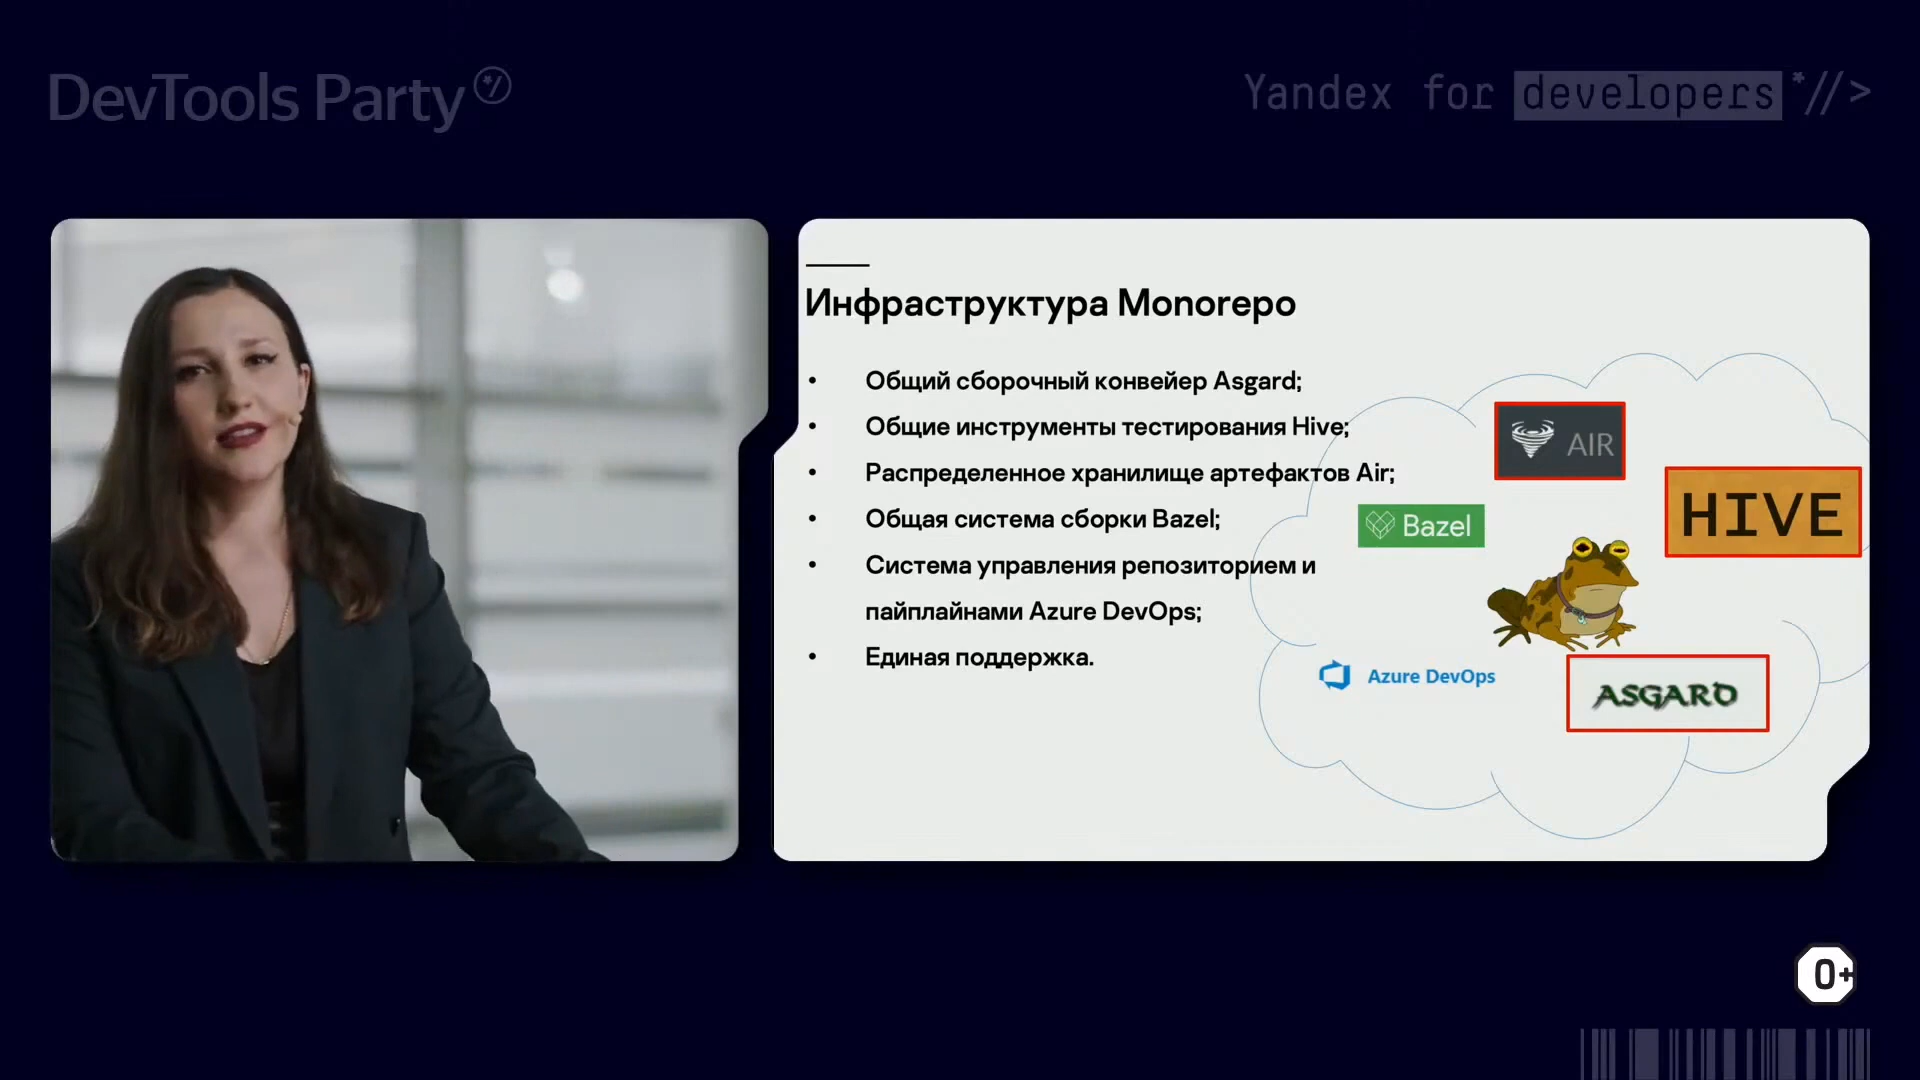 DevTools Party
Yandex for developers *//>
Инфраструктура Monorepo
• Общий сборочный конвейер Asgard;
• Общие инструменты тестирования Hive;
• Распределенное хранилище артефактов Air;
• Общая система сборки Bazel;
• Система управления репозиторием и
пайплайнами Azure DevOps;
• Единая поддержка.
AIR
HIVE
Bazel
Azure DevOps
ASGARD
0+